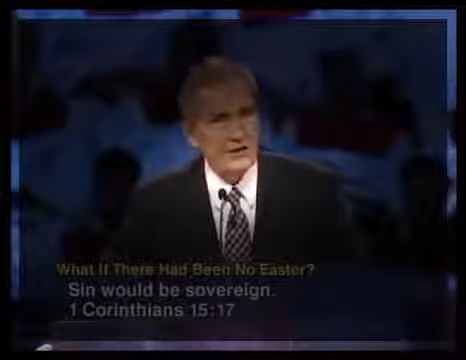 What If There Had Been No Easter?
Sin would be sovereign.
1 Corinthians 15:17